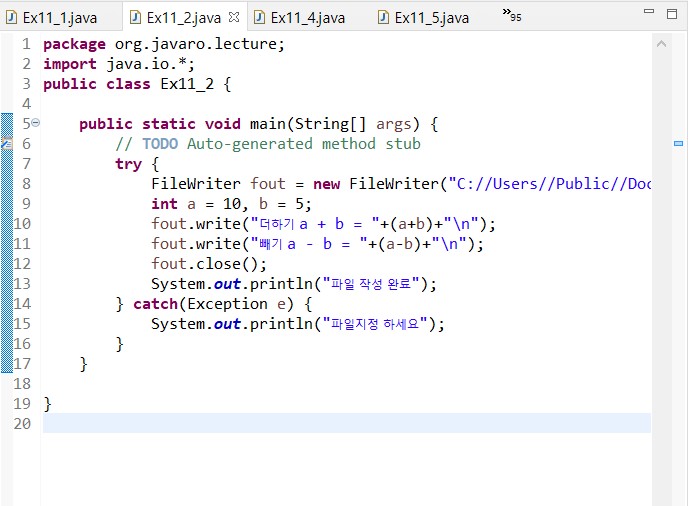 Ex11_1.java Ex11_2.java Ex11_4.java Ex11_5.java »95
1 package org.javaro.lecture;
2 import java.io.*;
3 public class Ex11_2 {
4
5 public static void main(String[] args) {
6 // TODO Auto-generated method stub
7 try {
8 FileWriter fout = new FileWriter("C://Users//Public//Doc
9 int a = 10, b = 5;
10 fout.write("더하기 a + b = "+(a+b)+"\n");
11 fout.write("빼기 a - b = "+(a-b)+"\n");
12 fout.close();
13 System.out.println("파일 작성 완료");
14 } catch(Exception e) {
15 System.out.println("파일지정 하세요");
16 }
17 }
18
19 }
20